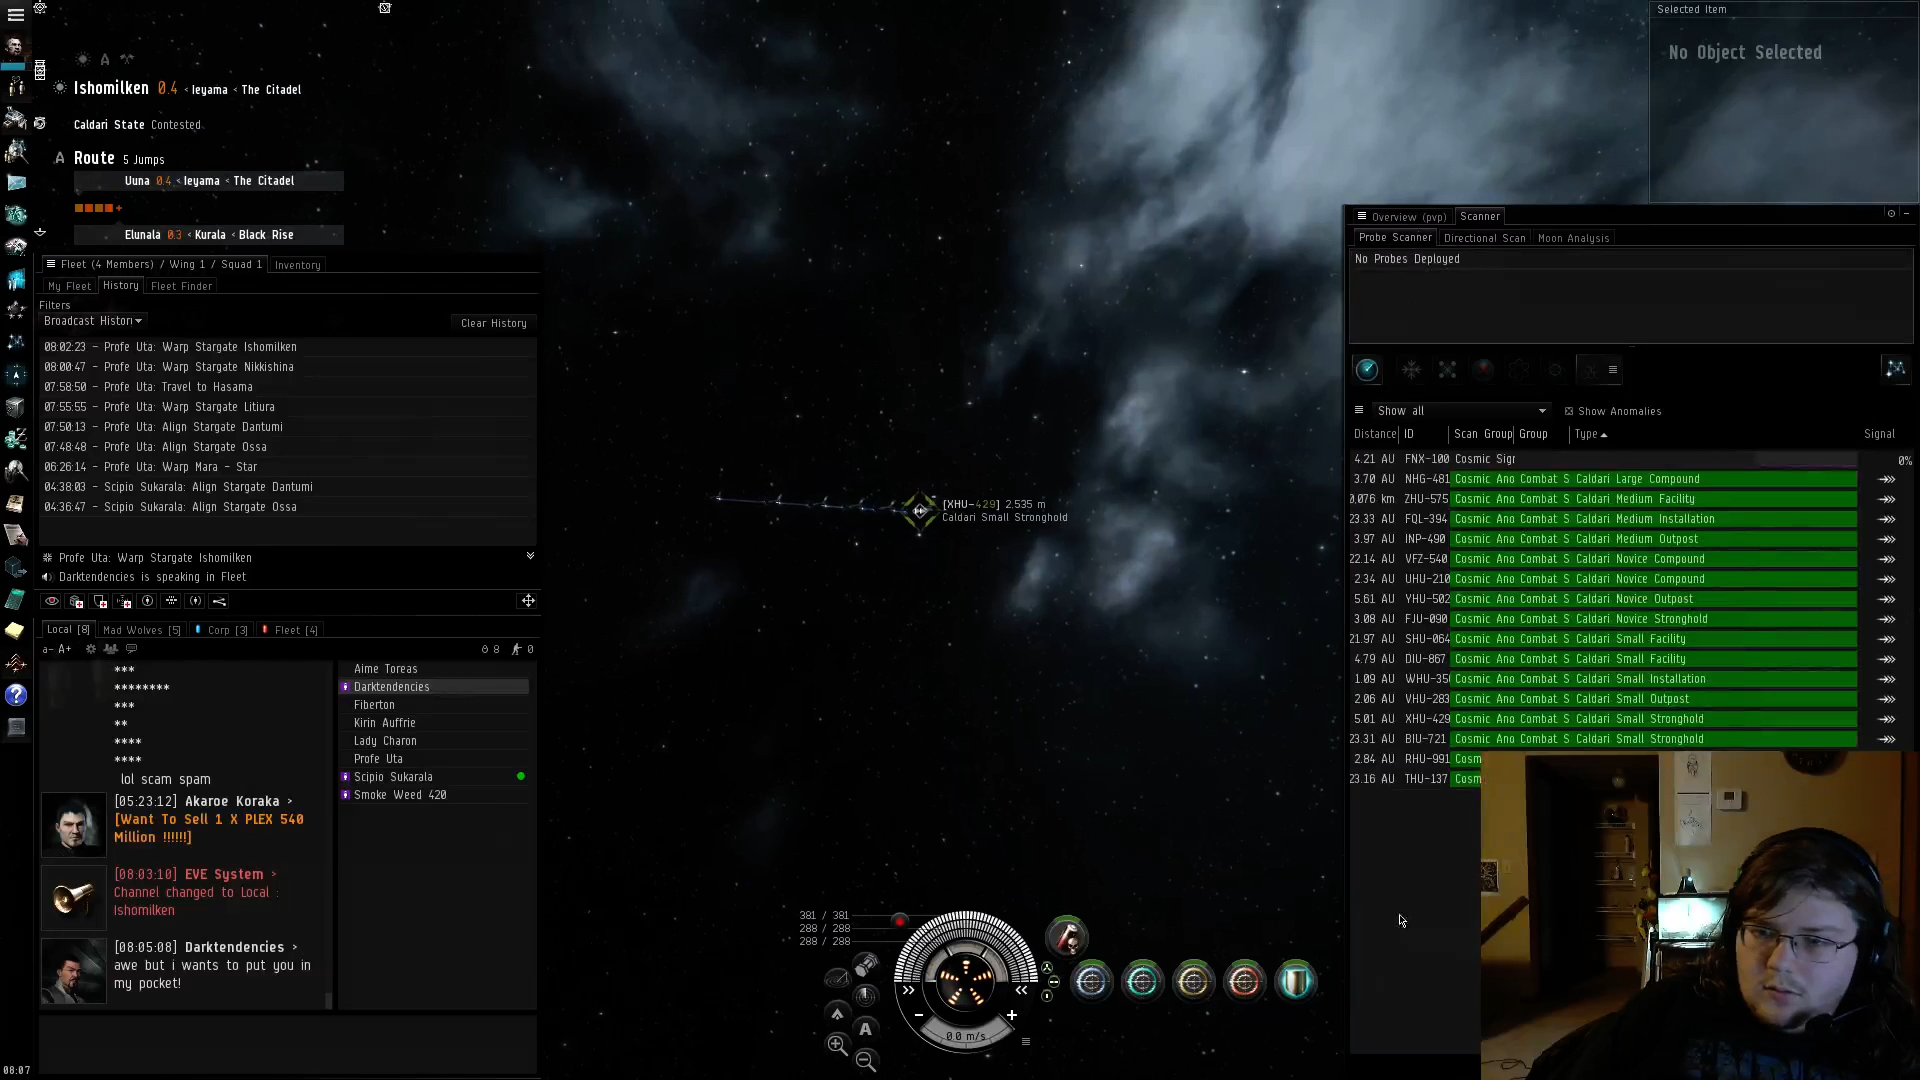 Ishomilken 0.4 < Ieyama < The Citadel
Caldari State Contested
A Route 5 Jumps
Uuna 0.4 < Ieyama < The Citadel
Elunala 0.3 < Kurala < Black Rise
Fleet (4 Members) / Wing 1 / Squad 1
Inventory
My Fleet
History
Fleet Finder
Filters
Broadcast Histor
Clear History
08:02:23 - Profe Uta: Warp Stargate Ishomilken
08:00:47 - Profe Uta: Warp Stargate Nikkishina
07:58:50 - Profe Uta: Travel to Hasama
07:55:55 - Profe Uta: Warp Stargate Litiura
07:50:13 - Profe Uta: Align Stargate Dantumi
07:48:48 - Profe Uta: Align Stargate Ossa
06:26:14 - Profe Uta: Warp Mara - Star
04:38:03 - Scipio Sukarala: Align Stargate Dantumi
04:36:47 - Scipio Sukarala: Align Stargate Ossa
Profe Uta: Warp Stargate Ishomilken
Darktendencies is speaking in Fleet
Local [8]
Mad Wolves [5]
Corp [3]
Fleet [4]
a- A+
8
0
***
********
***
**
****
****
lol scam spam
[05:23:12] Akaroe Koraka >
[Want To Sell 1 X PLEX 540
Million !!!!!!]
[08:03:10] EVE System >
Channel changed to Local :
Ishomilken
[08:05:08] Darktendencies >
awe but i wants to put you in
my pocket!
Aime Toreas
Darktendencies
Fiberton
Kirin Auffrie
Lady Charon
Profe Uta
Scipio Sukarala
Smoke Weed 420
08:07
[XHU-429] 2.535 m
Caldari Small Stronghold
381 / 381
288 / 288
288 / 288
A
0.0 m/s
Selected Item
No Object Selected
Overview (pvp)
Scanner
Probe Scanner
Directional Scan
Moon Analysis
No Probes Deployed
Show all
Show Anomalies
Distance ID Scan Group Group Type Signal
4.21 AU FNX-100 Cosmic Sigr 0%
3.70 AU NHG-481 Cosmic Ano Combat S Caldari Large Compound
0,076 km ZHU-575 Cosmic Ano Combat S Caldari Medium Facility
23.33 AU FQL-394 Cosmic Ano Combat S Caldari Medium Installation
3.97 AU INP-490 Cosmic Ano Combat S Caldari Medium Outpost
22.14 AU VFZ-540 Cosmic Ano Combat S Caldari Novice Compound
2.34 AU UHU-210 Cosmic Ano Combat S Caldari Novice Compound
5.61 AU YHU-502 Cosmic Ano Combat S Caldari Novice Outpost
3.08 AU FJU-090 Cosmic Ano Combat S Caldari Novice Stronghold
21.97 AU SHU-064 Cosmic Ano Combat S Caldari Small Facility
4.79 AU DIU-867 Cosmic Ano Combat S Caldari Small Facility
1.09 AU WHU-350 Cosmic Ano Combat S Caldari Small Installation
2.06 AU VHU-283 Cosmic Ano Combat S Caldari Small Outpost
5.01 AU XHU-429 Cosmic Ano Combat S Caldari Small Stronghold
23.31 AU BIU-721 Cosmic Ano Combat S Caldari Small Stronghold
2.84 AU RHU-991 Cosm
23.16 AU THU-137 Cosm